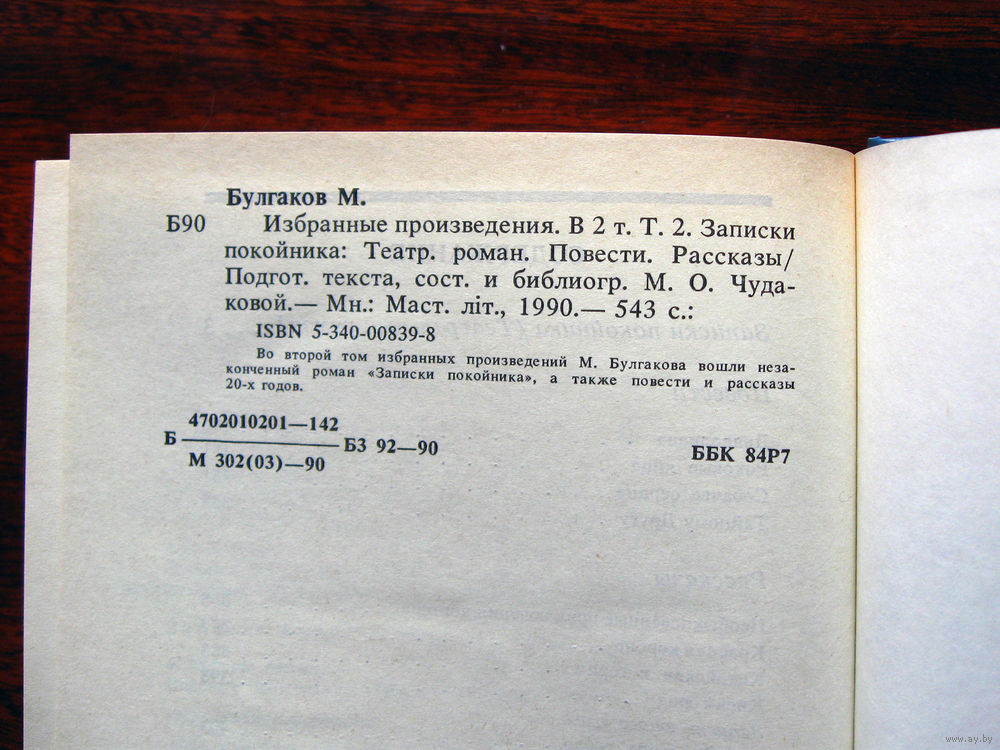 Булгаков М.
Б90 Избранные произведения. В 2 т. Т. 2. Записки
покойника: Театр. роман. Повести. Рассказы/
Подгот. текста, сост. и библиогр. М. О. Чуда-
ковой.— Мн.: Маст. літ., 1990.— 543 с.:
ISBN 5-340-00839-8
Во второй том избранных произведений М. Булгакова вошли неза-
конченный роман «Записки покойника», а также повести и рассказы
20-х годов.
4702010201—142
Б БЗ 92—90
М 302(03)—90
ББК 84Р7
www.ay.by